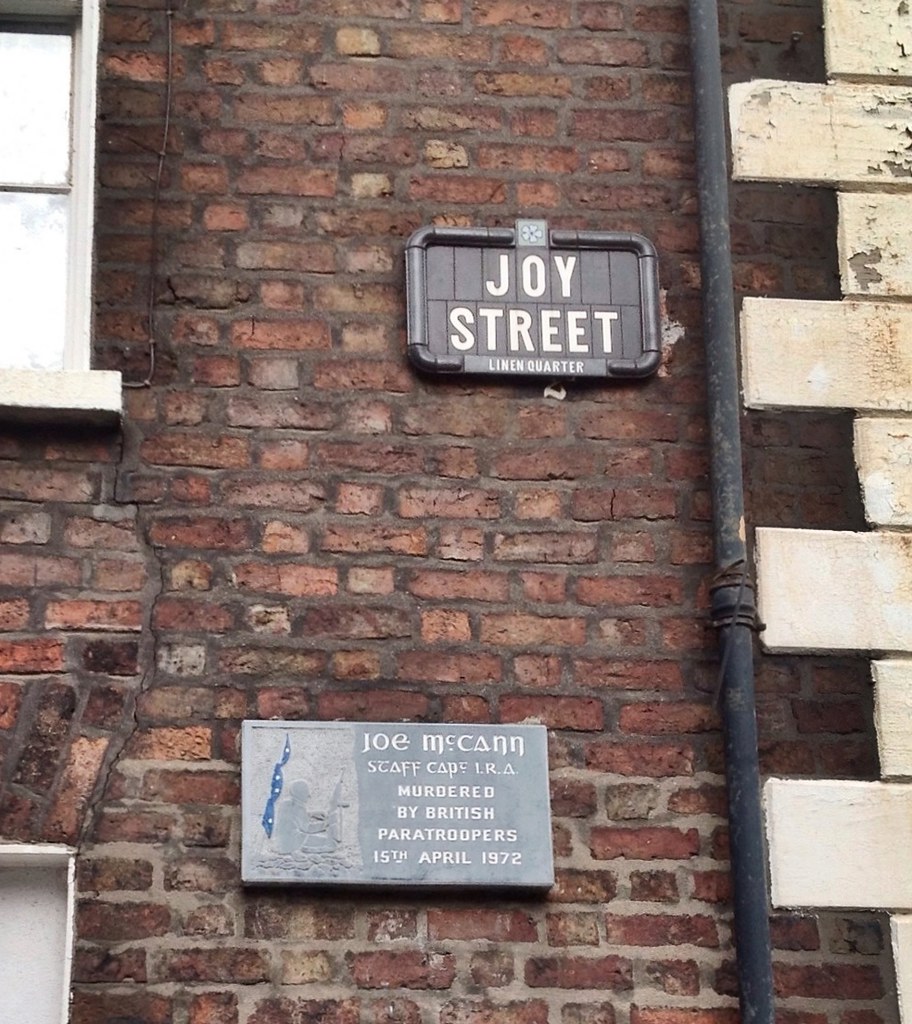 JOY
STREET
LINEN QUARTER
JOE McCANN
STAFF CAPT I.R.A.
MURDERED
BY BRITISH
PARATROOPERS
15TH APRIL 1972